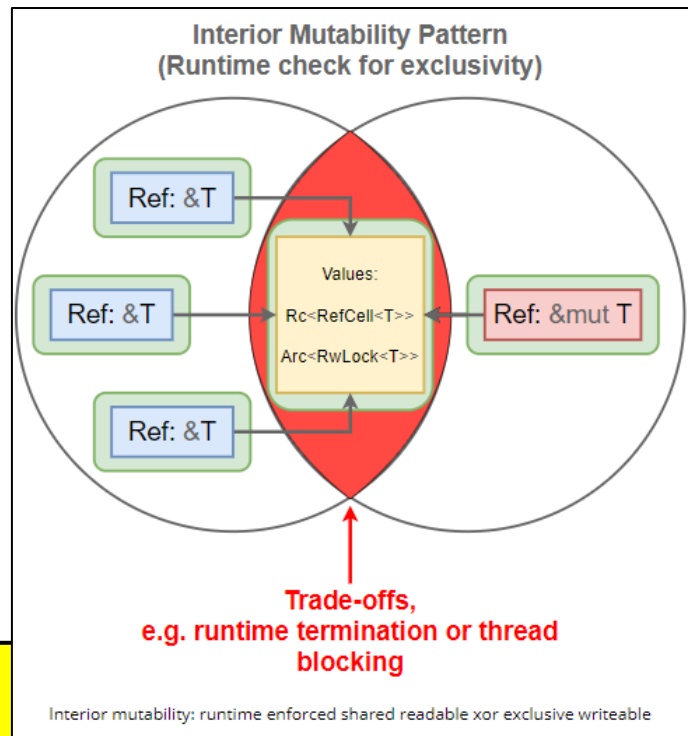 Interior Mutability Pattern
(Runtime check for exclusivity)
Ref: &T
Ref: &T
Ref: &T
Values:
Rc<RefCell<T>>
Arc<RwLock<T>>
Ref: &mut T
Trade-offs,
e.g. runtime termination or thread
blocking
Interior mutability: runtime enforced shared readable xor exclusive writeable